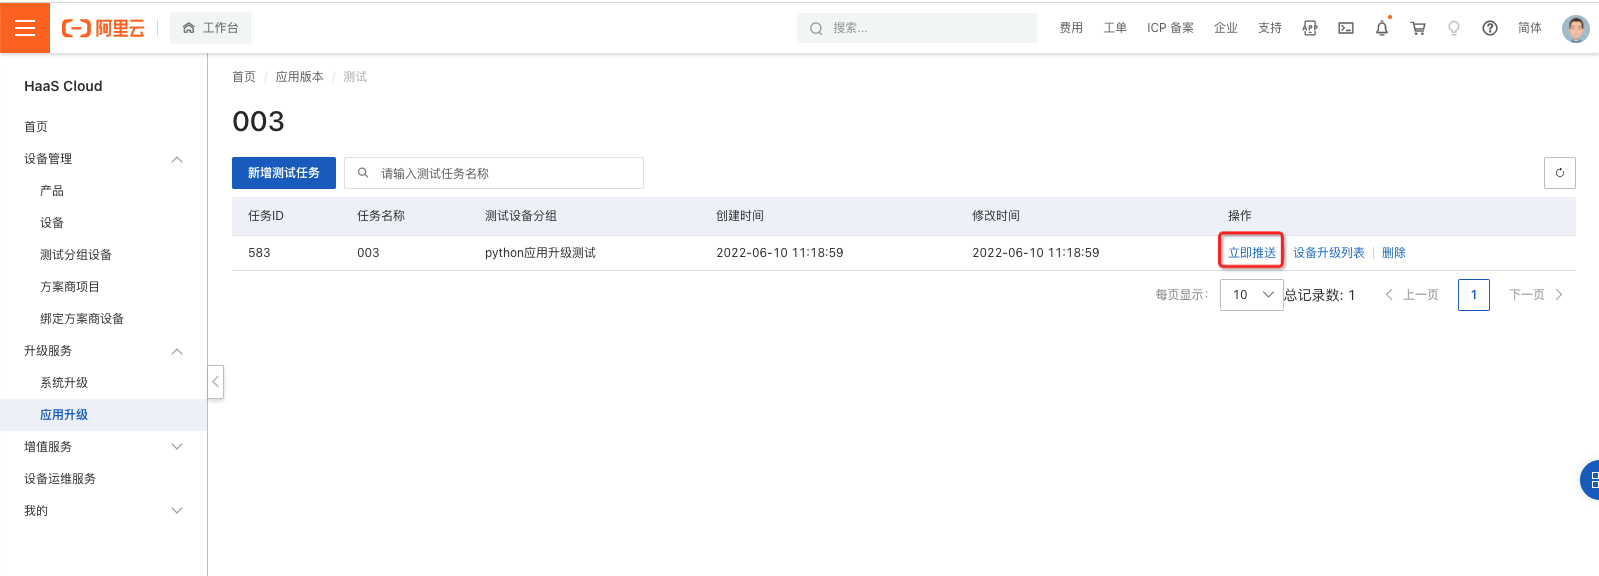 阿里云
工作台
搜索...
费用
工单
ICP 备案
企业
支持
简体
HaaS Cloud
首页
设备管理
产品
设备
测试分组设备
方案商项目
绑定方案商设备
升级服务
系统升级
应用升级
增值服务
设备运维服务
我的
首页 / 应用版本 / 测试
003
新增测试任务
请输入测试任务名称
任务ID 任务名称 测试设备分组 创建时间 修改时间 操作
583 003 python应用升级测试 2022-06-10 11:18:59 2022-06-10 11:18:59 立即推送 设备升级列表 删除
每页显示: 10 总记录数: 1 上一页 1 下一页